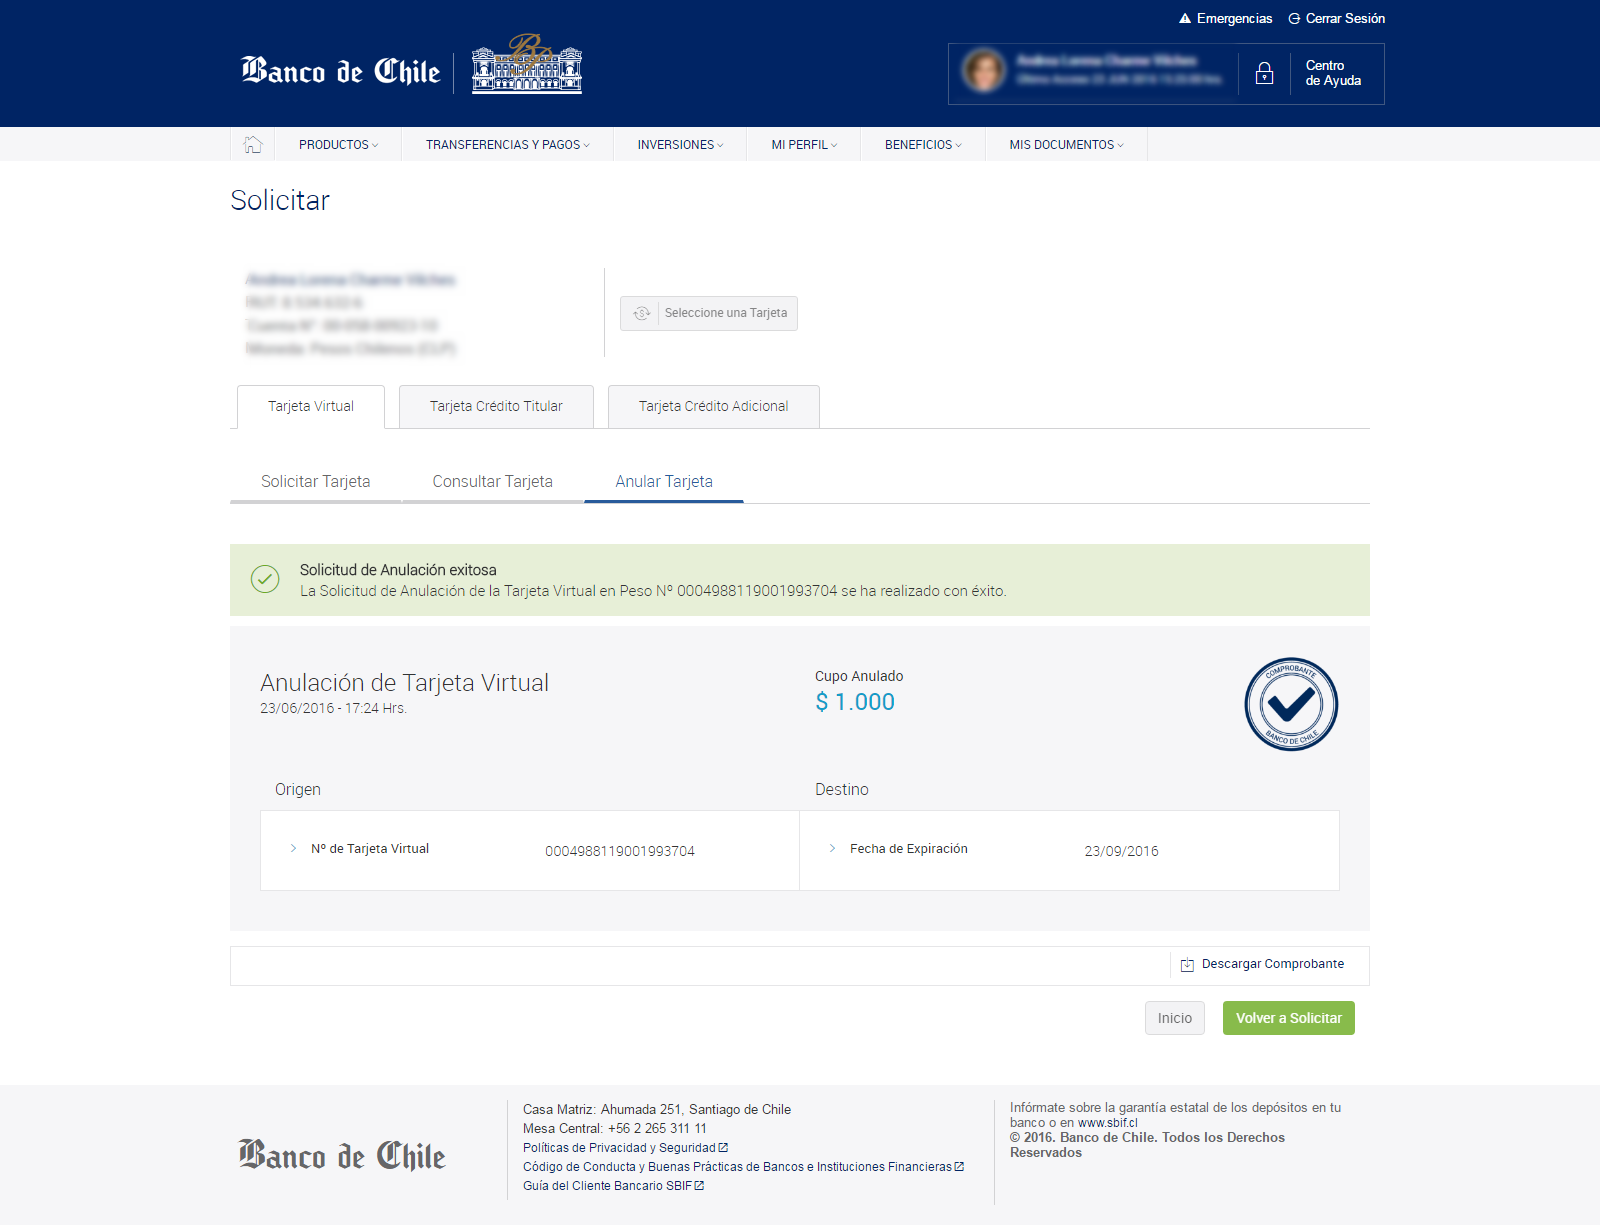 Emergencias
Cerrar Sesión
Banco de Chile
Centro
de Ayuda
PRODUCTOS
TRANSFERENCIAS Y PAGOS
INVERSIONES
MI PERFIL
BENEFICIOS
MIS DOCUMENTOS
Solicitar
Seleccione una Tarjeta
Tarjeta Virtual
Tarjeta Crédito Titular
Tarjeta Crédito Adicional
Solicitar Tarjeta
Consultar Tarjeta
Anular Tarjeta
Solicitud de Anulación exitosa
La Solicitud de Anulación de la Tarjeta Virtual en Peso Nº 0004988119001993704 se ha realizado con éxito.
Anulación de Tarjeta Virtual
23/06/2016 - 17:24 Hrs.
Cupo Anulado
$ 1.000
COMPROBANTE
BANCO DE CHILE
Origen
Destino
Nº de Tarjeta Virtual
0004988119001993704
Fecha de Expiración
23/09/2016
Descargar Comprobante
Inicio
Volver a Solicitar
Banco de Chile
Casa Matriz: Ahumada 251, Santiago de Chile
Mesa Central: +56 2 265 311 11
Políticas de Privacidad y Seguridad
Código de Conducta y Buenas Prácticas de Bancos e Instituciones Financieras
Guía del Cliente Bancario SBIF
Infórmate sobre la garantía estatal de los depósitos en tu
banco o en www.sbif.cl
© 2016. Banco de Chile. Todos los Derechos
Reservados